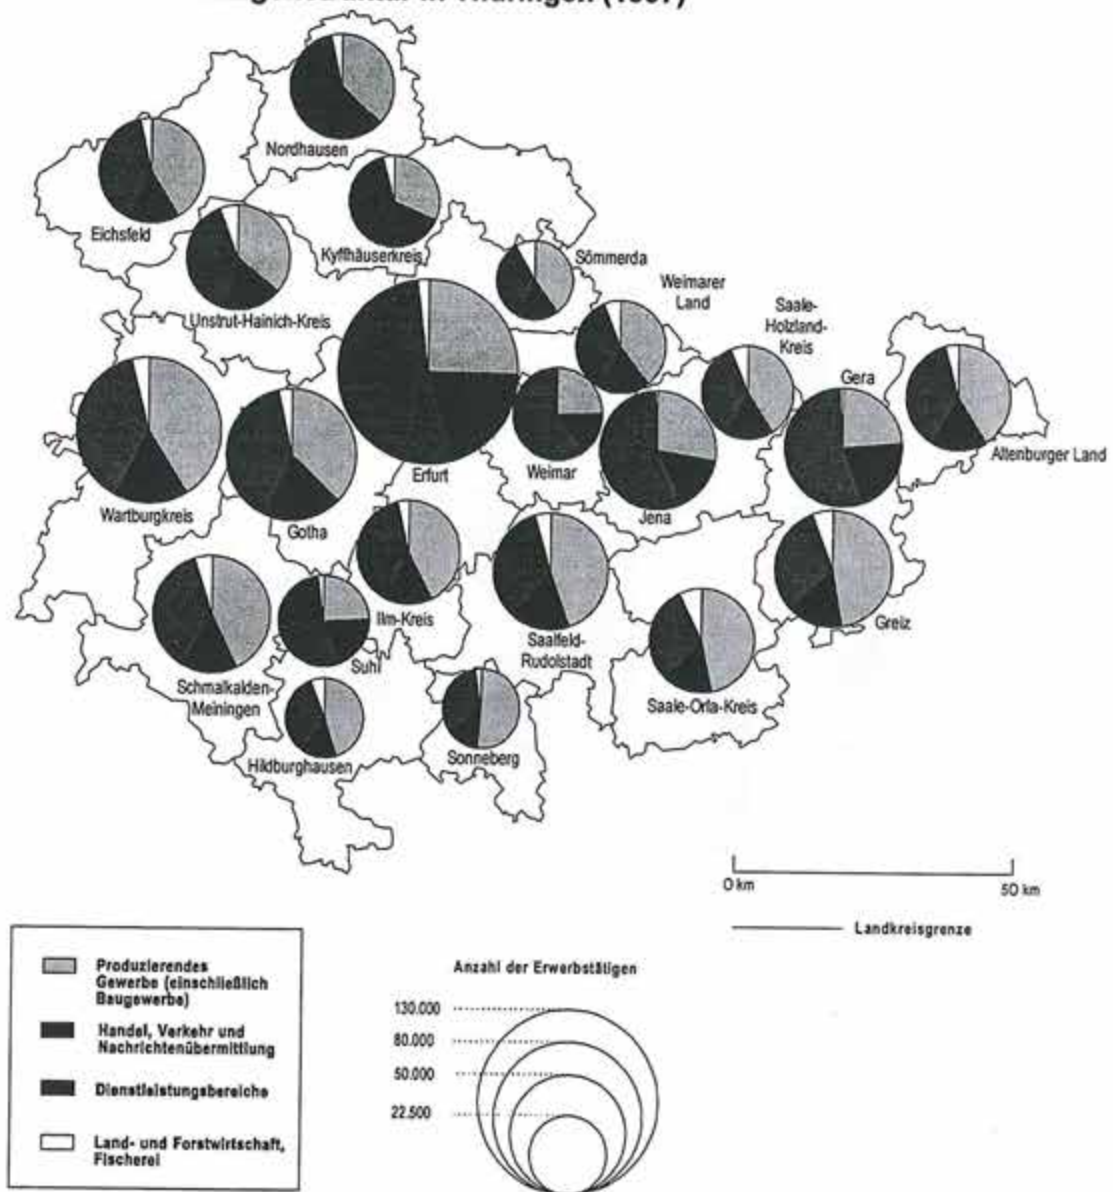 in Thüringen (1997)
Nordhausen
Eichsfeld
Kyffhäuserkreis
Sömmerda
Unstrut-Hainich-Kreis
Weimarer
Land
Saale-
Holzland-
Kreis
Gera
Altenburger Land
Wartburgkreis
Gotha
Erfurt
Weimar
Jena
Ilm-Kreis
Suhl
Saalfeld-
Rudolstadt
Greiz
Schmalkalden-
Meiningen
Saale-Orla-Kreis
Hildburghausen
Sonneberg
0 km
50 km
Landkreisgrenze
Produzierendes
Gewerbe (einschließlich
Baugewerbe)
Handel, Verkehr und
Nachrichtenübermittlung
Dienstleistungsbereiche
Land- und Forstwirtschaft,
Fischerei
Anzahl der Erwerbstätigen
130.000
80.000
50.000
22.500